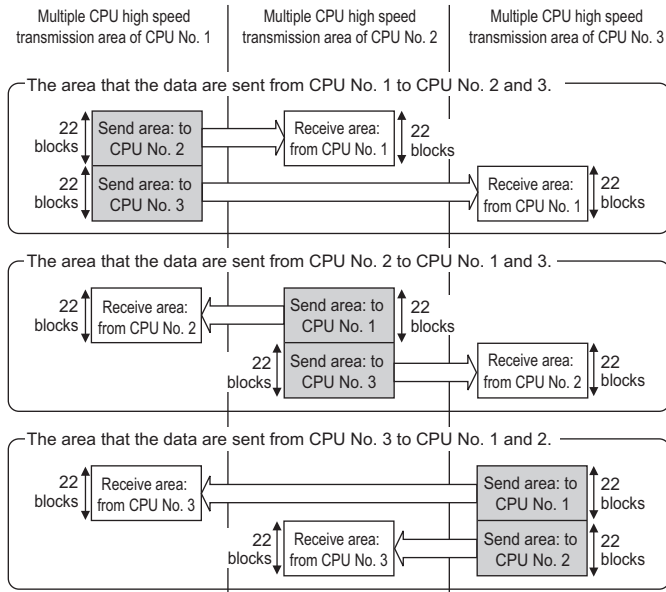 Multiple CPU high speed
transmission area of CPU No. 1
Multiple CPU high speed
transmission area of CPU No. 2
Multiple CPU high speed
transmission area of CPU No. 3
The area that the data are sent from CPU No. 1 to CPU No. 2 and 3.
22
blocks
Send area: to
CPU No. 2
Receive area:
from CPU No. 1
22
blocks
22
blocks
Send area: to
CPU No. 3
Receive area:
from CPU No. 1
22
blocks
The area that the data are sent from CPU No. 2 to CPU No. 1 and 3.
22
blocks
Receive area:
from CPU No. 2
Send area: to
CPU No. 1
22
blocks
22
blocks
Send area: to
CPU No. 3
Receive area:
from CPU No. 2
22
blocks
The area that the data are sent from CPU No. 3 to CPU No. 1 and 2.
22
blocks
Receive area:
from CPU No. 3
Send area: to
CPU No. 1
22
blocks
22
blocks
Receive area:
from CPU No. 3
Send area: to
CPU No. 2
22
blocks